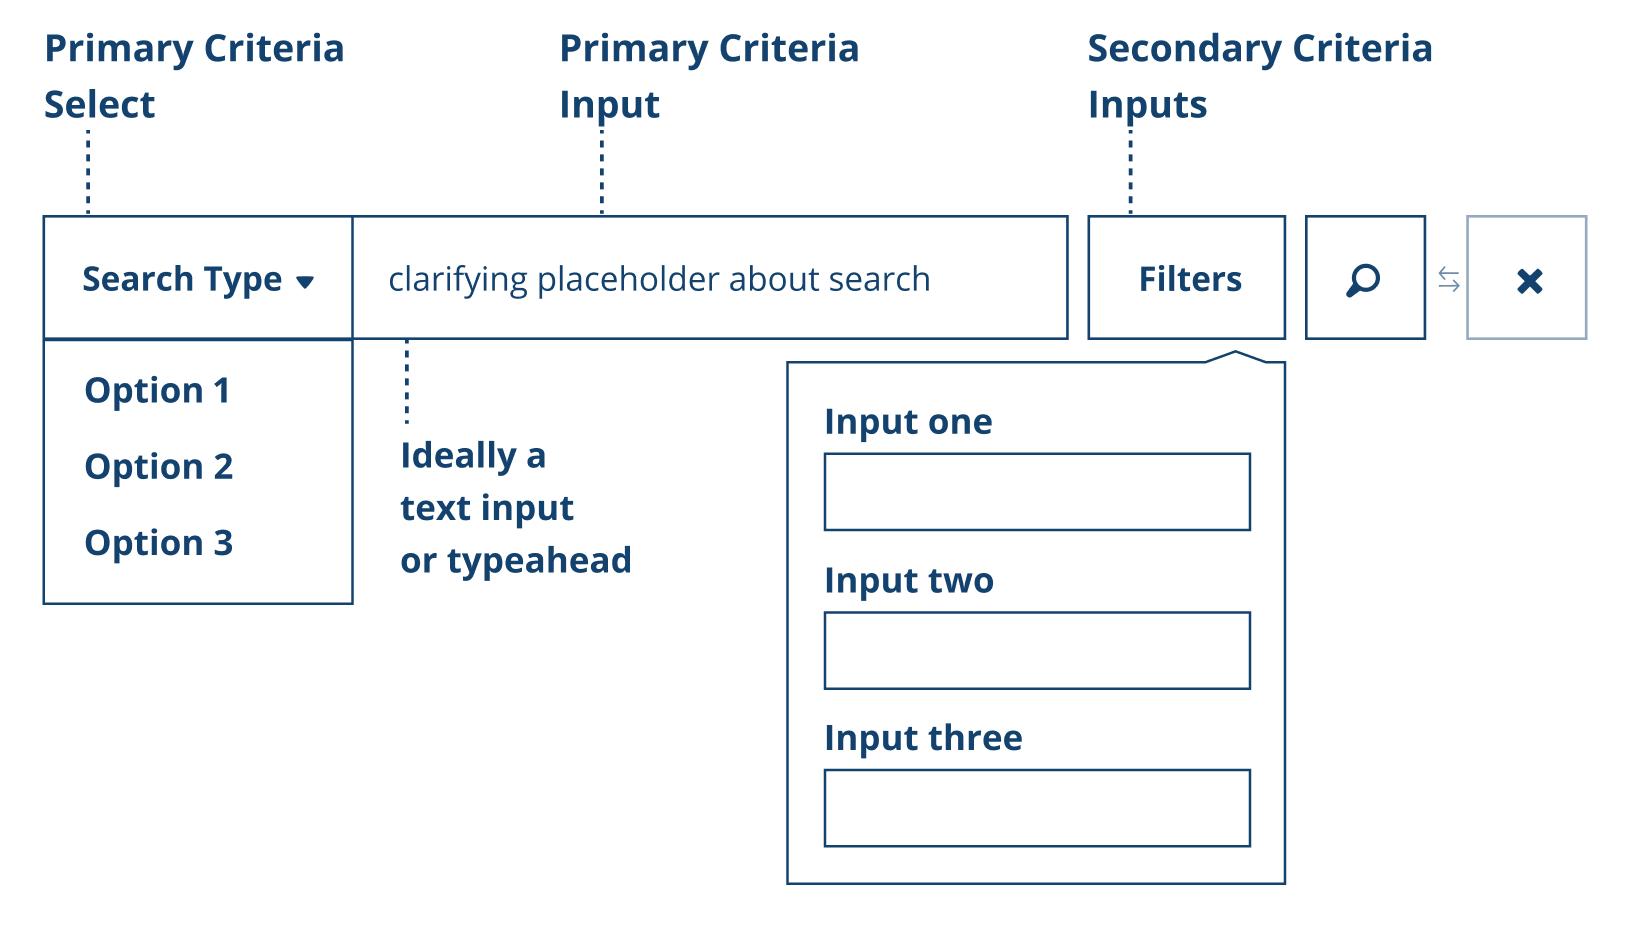 Primary Criteria
Select
Primary Criteria
Input
Secondary Criteria
Inputs
Search Type
clarifying placeholder about search
Filters
Option 1
Option 2
Option 3
Ideally a
text input
or typeahead
Input one
Input two
Input three